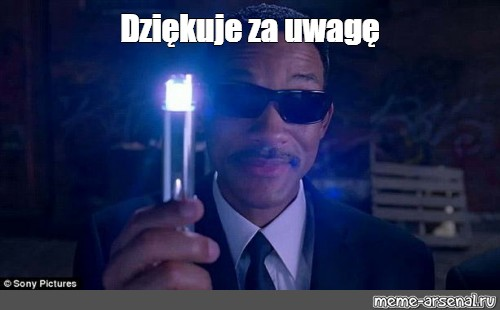 Dziękuje za uwagę
© Sony Pictures
meme-arsenal.ru